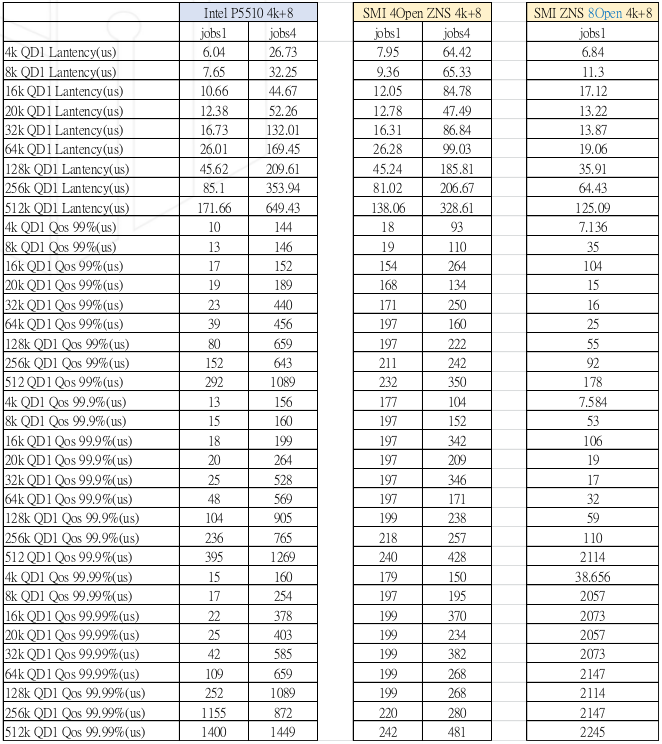 Intel P5510 4k+8 SMI 4Open ZNS 4k+8 SMI ZNS 8Open 4k+8
jobs1 jobs4 jobs1 jobs4 jobs1
4k QD1 Lantency(us) 6.04 26.73 7.95 64.42 6.84
8k QD1 Lantency(us) 7.65 32.25 9.36 65.33 11.3
16k QD1 Lantency(us) 10.66 44.67 12.05 84.78 17.12
20k QD1 Lantency(us) 12.38 52.26 12.78 47.49 13.22
32k QD1 Lantency(us) 16.73 132.01 16.31 86.84 13.87
64k QD1 Lantency(us) 26.01 169.45 26.28 99.03 19.06
128k QD1 Lantency(us) 45.62 209.61 45.24 185.81 35.91
256k QD1 Lantency(us) 85.1 353.94 81.02 206.67 64.43
512k QD1 Lantency(us) 171.66 649.43 138.06 328.61 125.09
4k QD1 Qos 99%(us) 10 144 18 93 7.136
8k QD1 Qos 99%(us) 13 146 19 110 35
16k QD1 Qos 99%(us) 17 152 154 264 104
20k QD1 Qos 99%(us) 19 189 168 134 15
32k QD1 Qos 99%(us) 23 440 171 250 16
64k QD1 Qos 99%(us) 39 456 197 160 25
128k QD1 Qos 99%(us) 80 659 197 222 55
256k QD1 Qos 99%(us) 152 643 211 242 92
512 QD1 Qos 99%(us) 292 1089 232 350 178
4k QD1 Qos 99.9%(us) 13 156 177 104 7.584
8k QD1 Qos 99.9%(us) 15 160 197 152 53
16k QD1 Qos 99.9%(us) 18 199 197 342 106
20k QD1 Qos 99.9%(us) 20 264 197 209 19
32k QD1 Qos 99.9%(us) 25 528 197 346 17
64k QD1 Qos 99.9%(us) 48 569 197 171 32
128k QD1 Qos 99.9%(us) 104 905 199 238 59
256k QD1 Qos 99.9%(us) 236 765 218 257 110
512 QD1 Qos 99.9%(us) 395 1269 240 428 2114
4k QD1 Qos 99.99%(us) 15 160 179 150 38.656
8k QD1 Qos 99.99%(us) 17 254 197 195 2057
16k QD1 Qos 99.99%(us) 22 378 199 370 2073
20k QD1 Qos 99.99%(us) 25 403 199 234 2057
32k QD1 Qos 99.99%(us) 42 585 199 382 2073
64k QD1 Qos 99.99%(us) 109 659 199 268 2147
128k QD1 Qos 99.99%(us) 252 1089 199 268 2114
256k QD1 Qos 99.99%(us) 1155 872 220 280 2147
512k QD1 Qos 99.99%(us) 1400 1449 242 481 2245